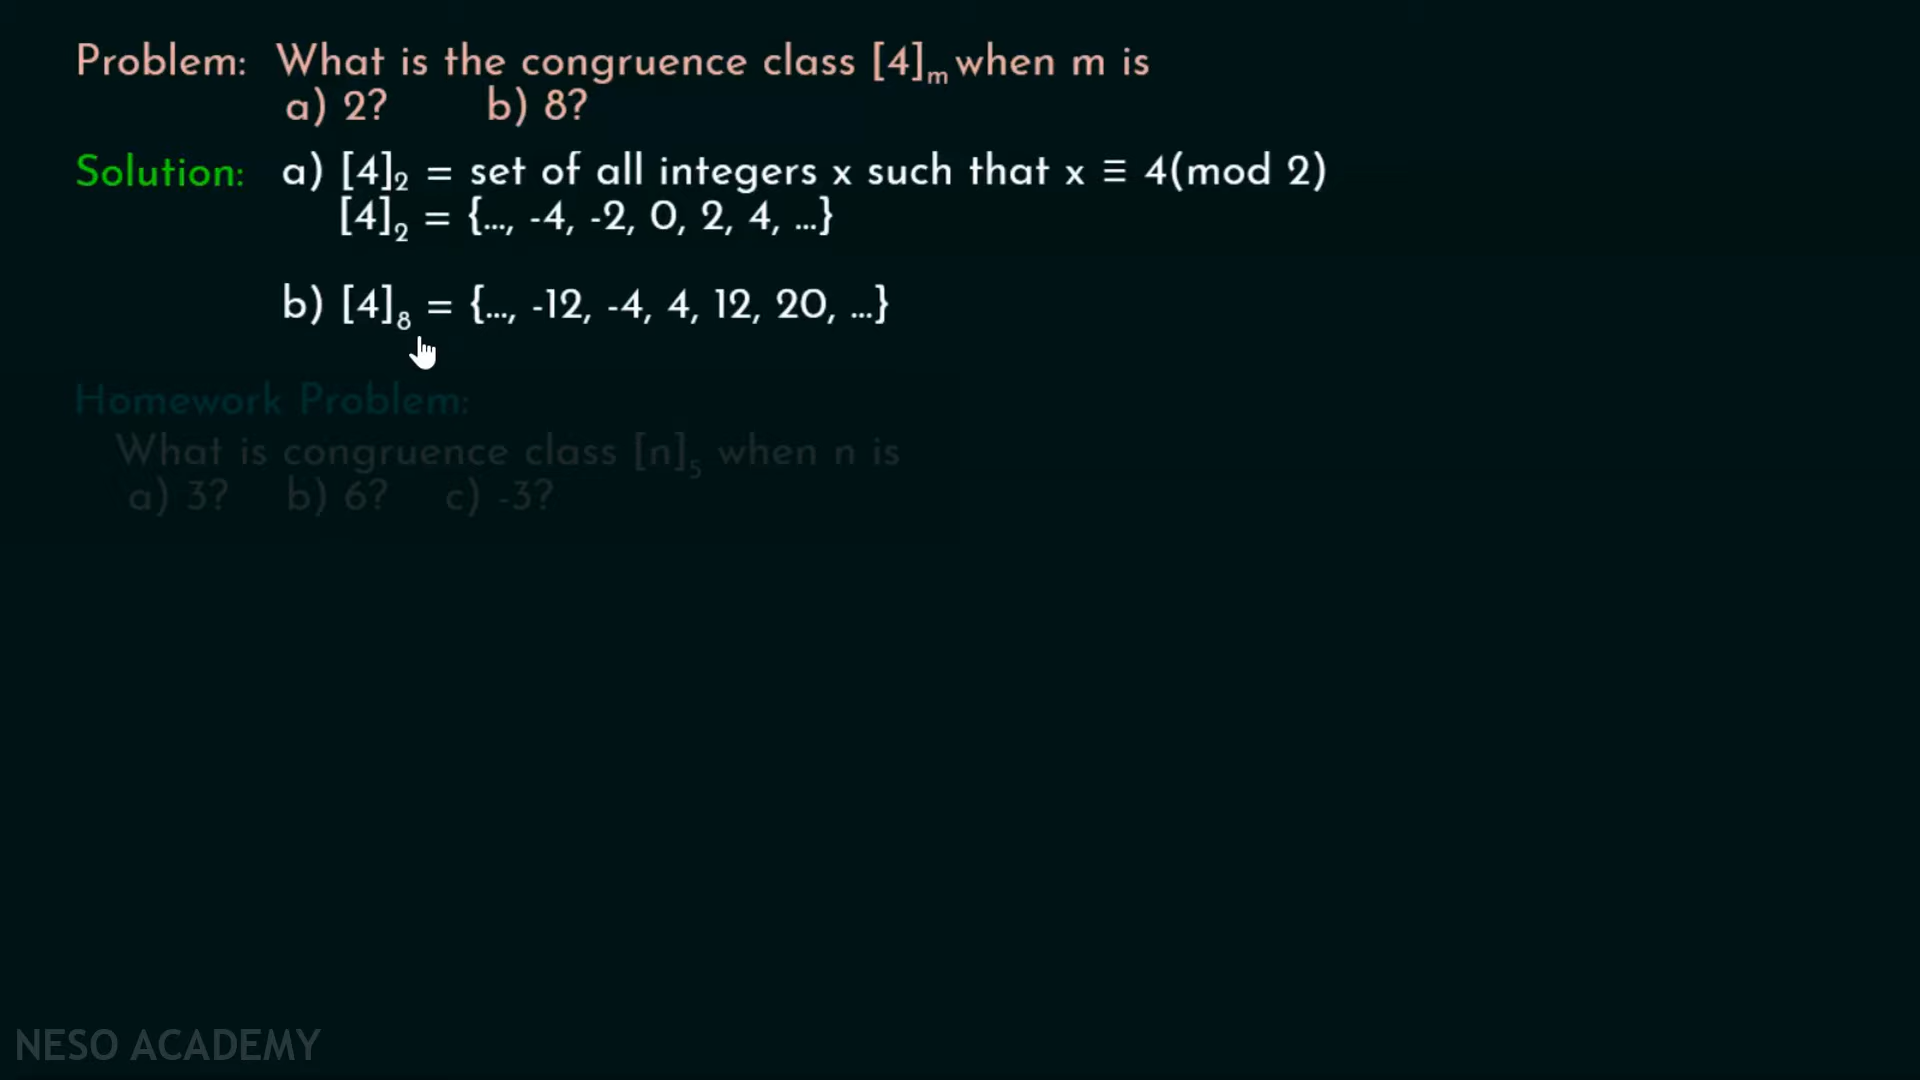 Problem: What is the congruence class [4]ₘ when m is
a) 2? b) 8?
Solution: a) [4]₂ = set of all integers x such that x ≡ 4(mod 2)
[4]₂ = {..., -4, -2, 0, 2, 4, ...}
b) [4]₈ = {..., -12, -4, 4, 12, 20, ...}
Homework Problem:
What is congruence class [n]₅ when n is
a) 3? b) 6? c) -3?
NESO ACADEMY